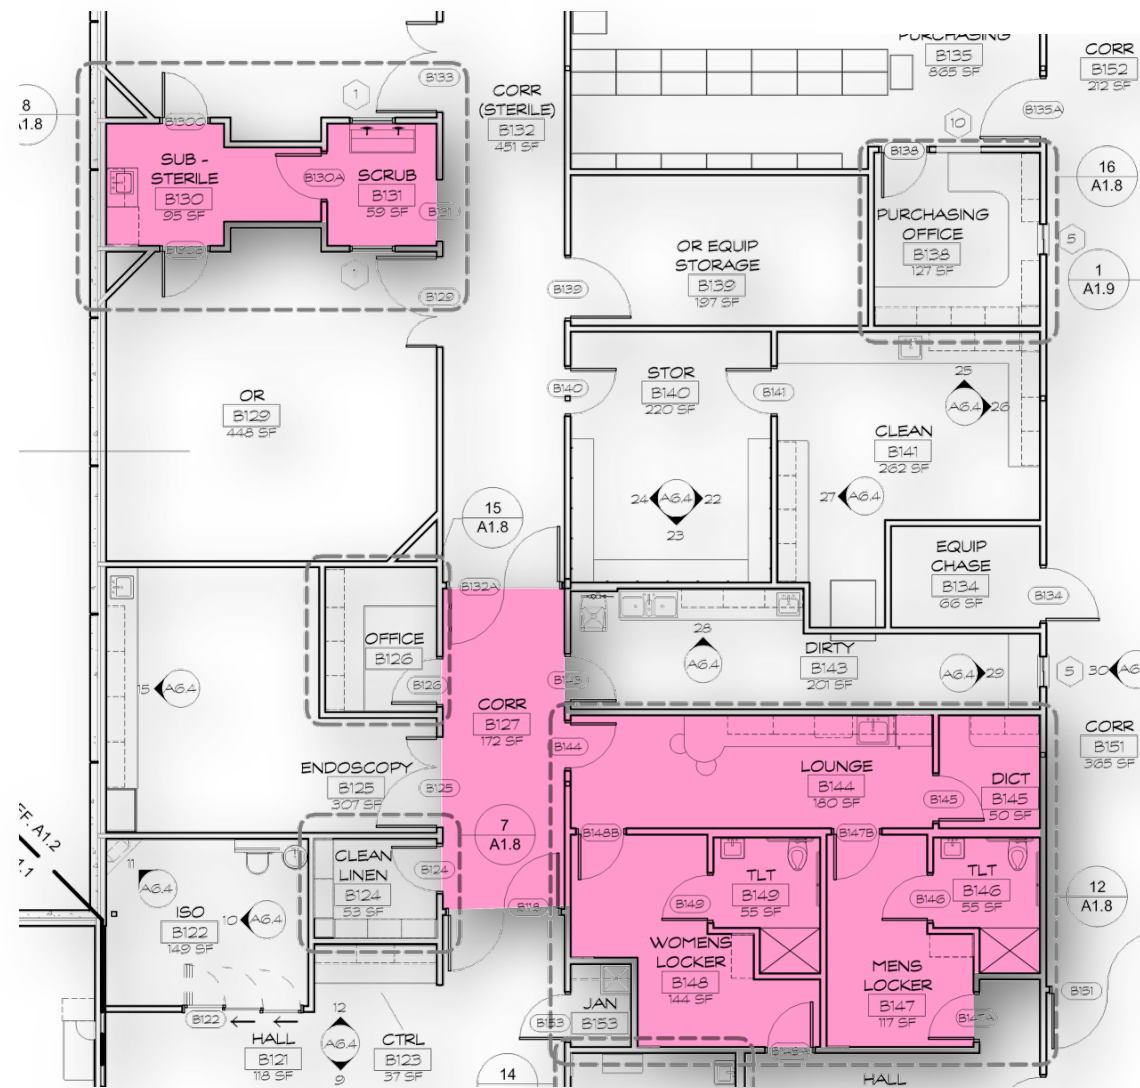 PURCHASING
B135
865 SF
CORR
B152
212 SF
B133
1
CORR
(STERILE)
B132
451 SF
B135A
10
8
A1.8
B130C
SUB -
STERILE
B130
95 SF
B130A
SCRUB
B131
59 SF
B131
B130B
B129
B138
16
A1.8
PURCHASING
OFFICE
B138
127 SF
5
1
A1.9
OR EQUIP
STORAGE
B139
197 SF
B139
OR
B129
448 SF
B140
STOR
B140
220 SF
B141
25
A6.4
26
CLEAN
B141
262 SF
27
A6.4
24
A6.4
22
23
15
A1.8
EQUIP
CHASE
B134
66 SF
B134
B132A
OFFICE
B126
B126
28
A6.4
DIRTY
B143
201 SF
A6.4
29
5
30
A6
15
A6.4
B143
CORR
B127
172 SF
B144
CORR
B151
365 SF
ENDOSCOPY
B125
307 SF
B125
LOUNGE
B144
180 SF
B145
DICT
B145
50 SF
FF. A1.2
7
A1.8
B148B
B147B
11
A6.4
CLEAN
LINEN
B124
53 SF
B124
TLT
B149
55 SF
B149
TLT
B146
55 SF
B146
12
A1.8
ISO
B122
149 SF
10
A6.4
B118
WOMENS
LOCKER
B148
144 SF
MENS
LOCKER
B147
117 SF
B147A
B151
B122
JAN
B153
B153
HALL
B121
118 SF
12
A6.4
9
CTRL
B123
37 SF
14
HALL